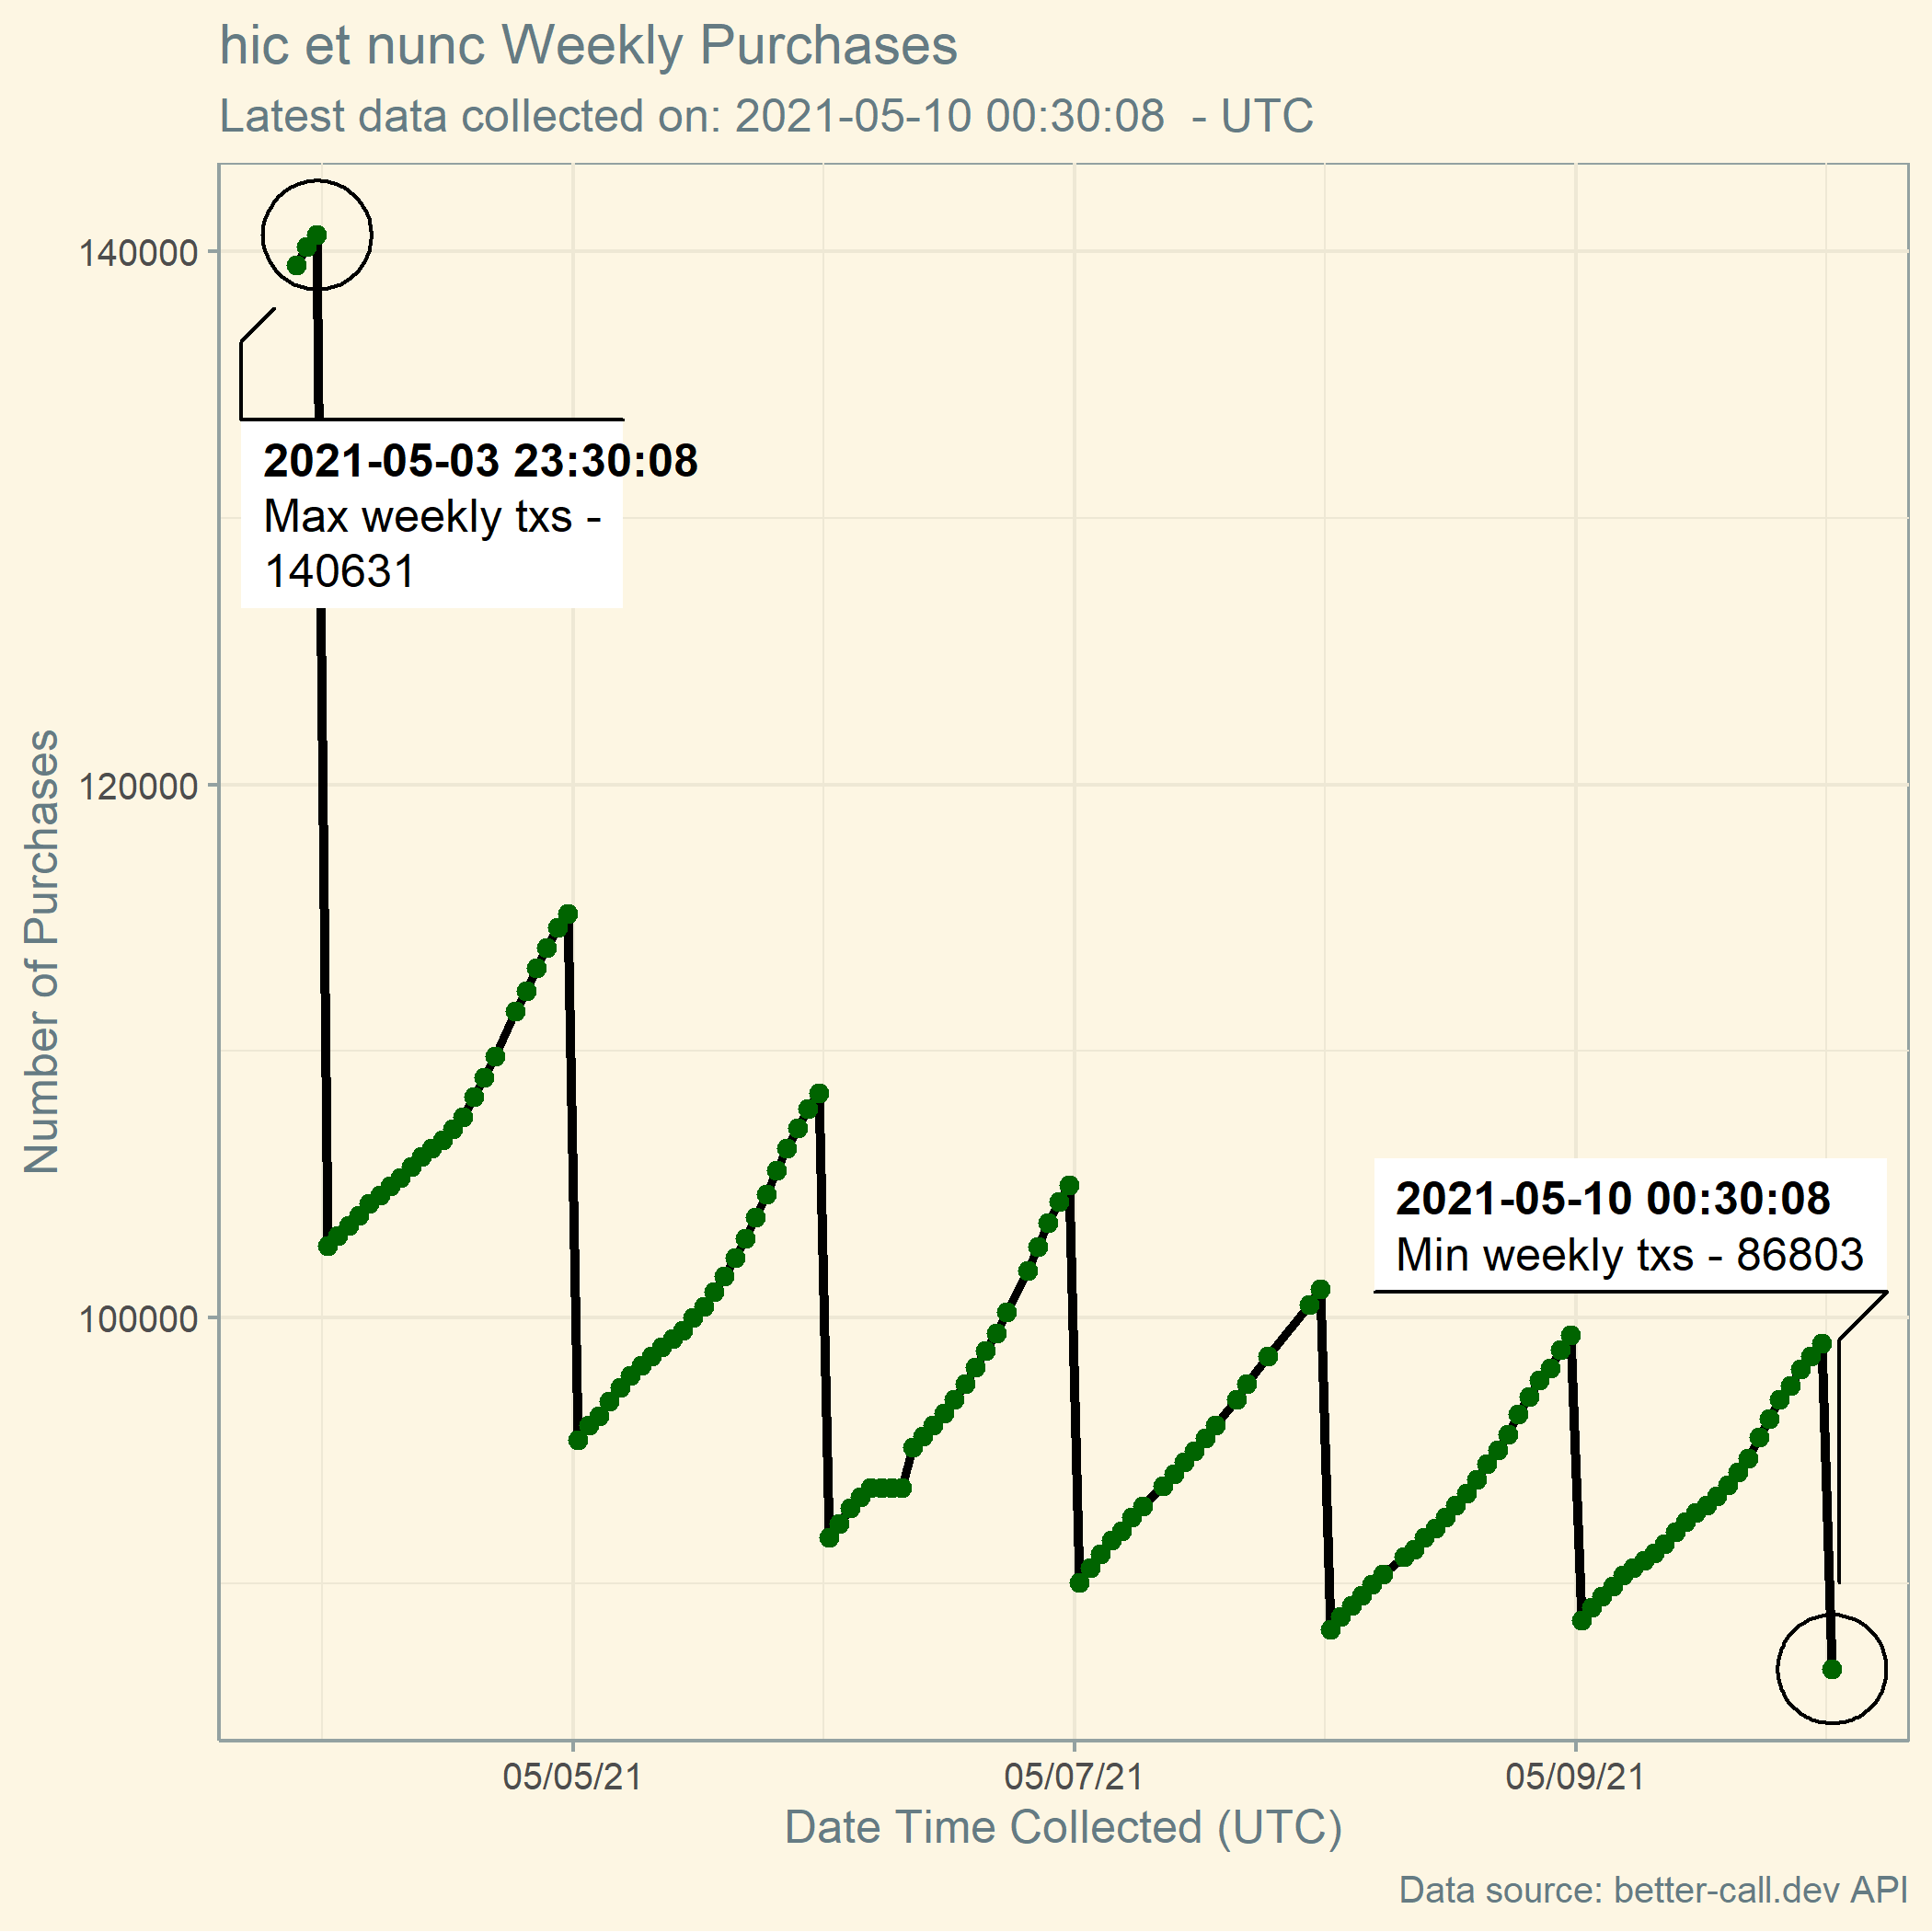 hic et nunc Weekly Purchases
Latest data collected on: 2021-05-10 00:30:08  - UTC
140000
2021-05-03 23:30:08
Max weekly txs -
140631
120000
Number of Purchases
2021-05-10 00:30:08
Min weekly txs - 86803
100000
05/05/21 05/07/21 05/09/21
Date Time Collected (UTC)
Data source: better-call.dev API